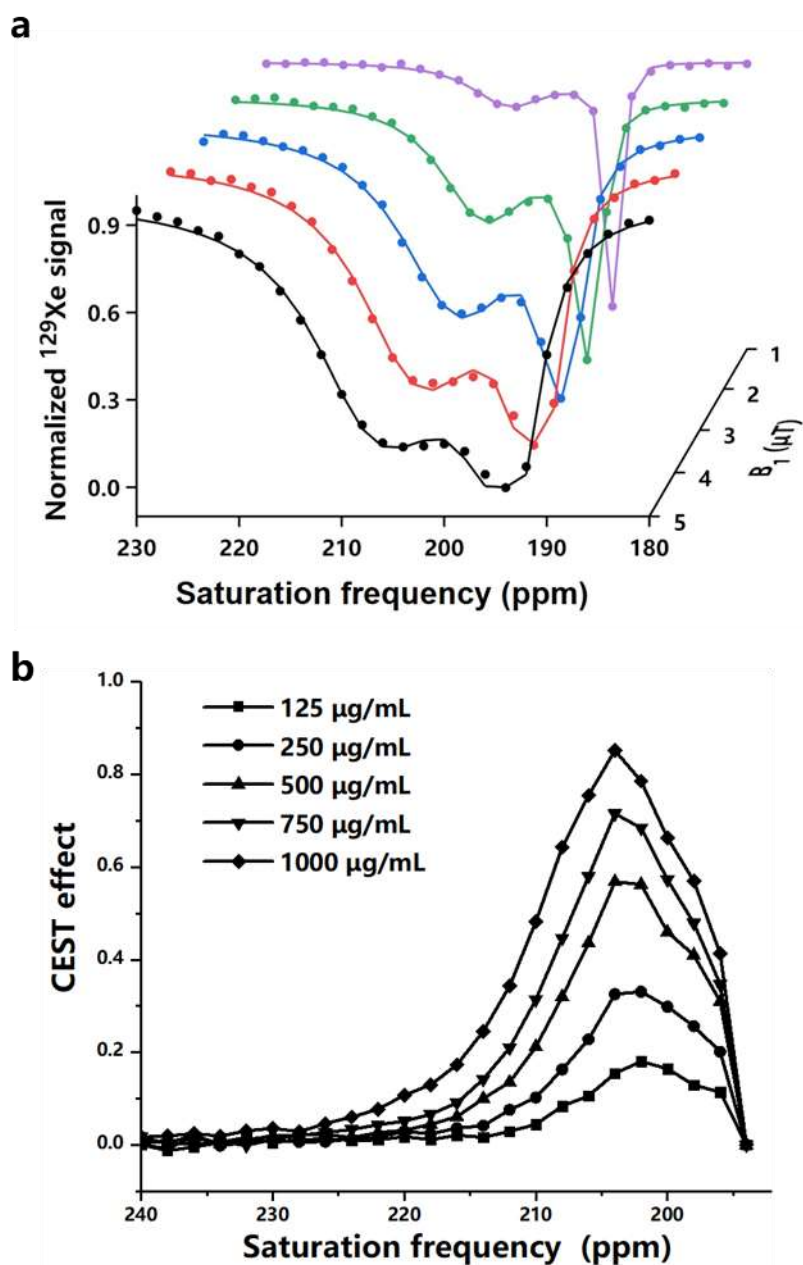 a
Normalized ¹²⁹Xe signal
0.9
0.6
0.3
0.0
230 220 210 200 190 180
Saturation frequency (ppm)
1
2
3
4
5
B₁ (μT)
b
CEST effect
1.0
0.8
0.6
0.4
0.2
0.0
125 μg/mL
250 μg/mL
500 μg/mL
750 μg/mL
1000 μg/mL
240 230 220 210 200
Saturation frequency (ppm)